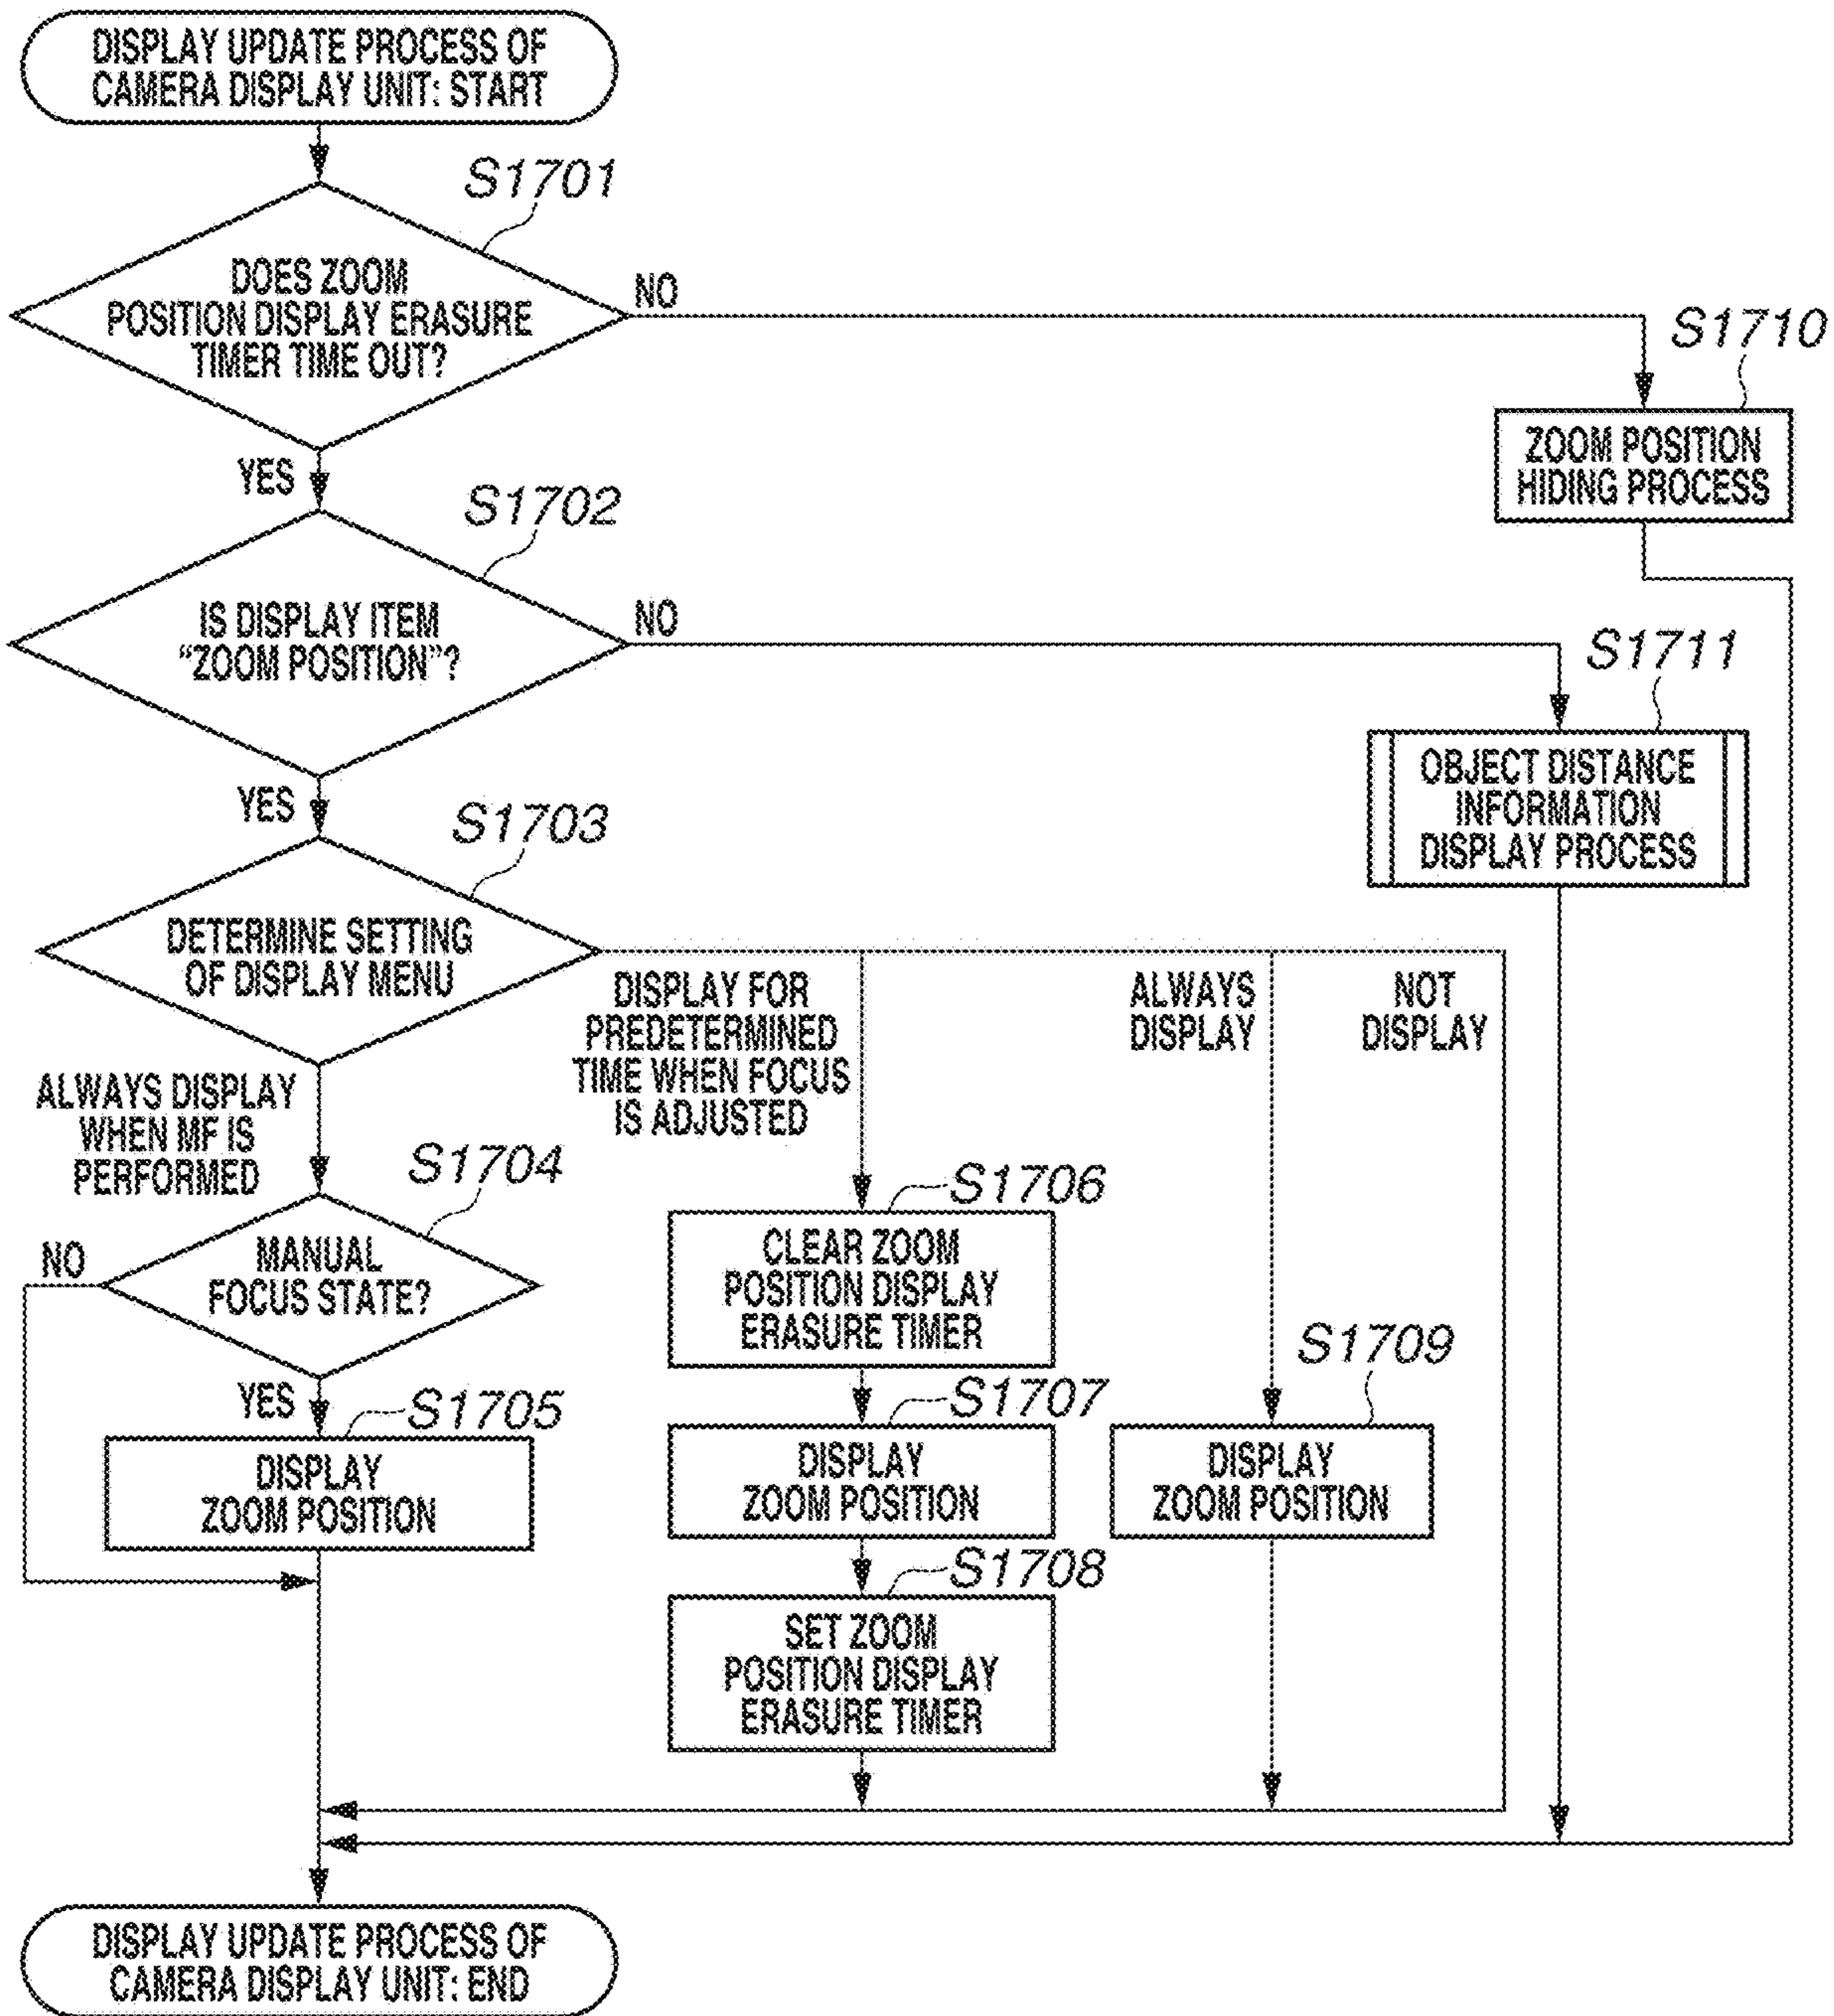 DISPLAY UPDATE PROCESS OF
CAMERA DISPLAY UNIT: START
S1701
DOES ZOOM
POSITION DISPLAY ERASURE
TIMER TIME OUT?
NO
YES
S1710
ZOOM POSITION
HIDING PROCESS
S1702
IS DISPLAY ITEM
“ZOOM POSITION”?
NO
YES
S1711
OBJECT DISTANCE
INFORMATION
DISPLAY PROCESS
S1703
DETERMINE SETTING
OF DISPLAY MENU
ALWAYS DISPLAY
WHEN MF IS
PERFORMED
DISPLAY FOR
PREDETERMINED
TIME WHEN FOCUS
IS ADJUSTED
ALWAYS
DISPLAY
NOT
DISPLAY
S1704
MANUAL
FOCUS STATE?
NO
YES
S1705
DISPLAY
ZOOM POSITION
S1706
CLEAR ZOOM
POSITION DISPLAY
ERASURE TIMER
S1707
DISPLAY
ZOOM POSITION
S1708
SET ZOOM
POSITION DISPLAY
ERASURE TIMER
S1709
DISPLAY
ZOOM POSITION
DISPLAY UPDATE PROCESS OF
CAMERA DISPLAY UNIT: END